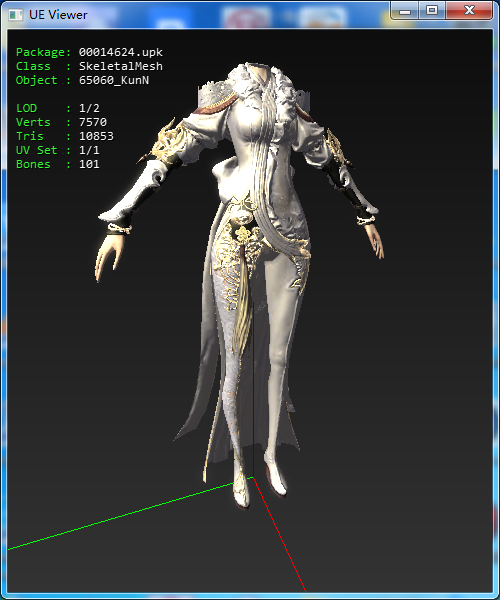 UE Viewer
Package: 00014624.upk
Class : SkeletalMesh
Object : 65060_KunN
LOD : 1/2
Verts : 7570
Tris : 10853
UV Set : 1/1
Bones : 101